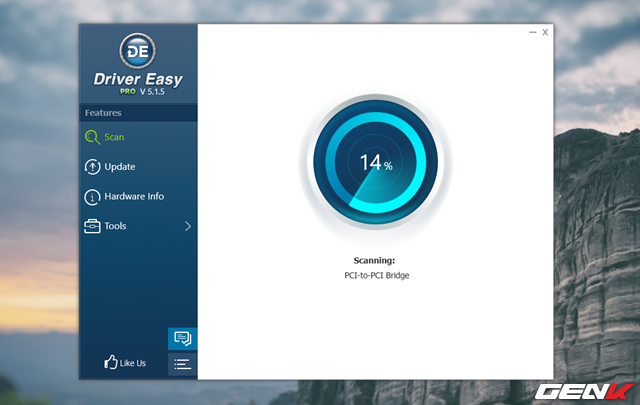 DE
Driver Easy
PRO V 5.1.5
Features
Scan
Update
Hardware Info
Tools
Like Us
14 %
Scanning:
PCI-to-PCI Bridge
GENK